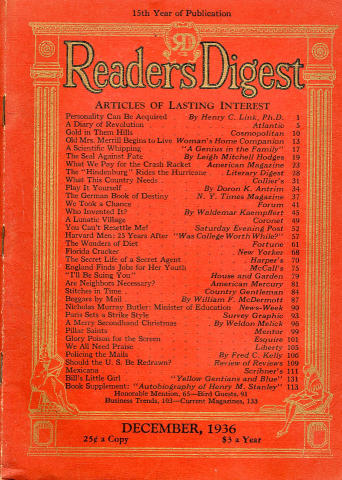 15th Year of Publication
RD
Readers Digest
ARTICLES OF LASTING INTEREST
Personality Can Be Acquired By Henry C. Link, Ph.D. 1
A Diary of Revolution Atlantic 5
Gold in Them Hills Cosmopolitan 10
Old Mrs. Merrill Begins to Live Woman's Home Companion 13
A Scientific Whipping "A Genius in the Family" 17
The Seal Against Fate By Leigh Mitchell Hodges 19
What We Pay for the Crash Racket American Magazine 23
The "Hindenburg" Rides the Hurricane Literary Digest 28
What This Country Needs . . Collier's 31
Play It Yourself By Doron K. Antrim 34
The German Book of Destiny N. Y. Times Magazine 37
We Took a Chance Forum 41
Who Invented It? By Waldemar Kaempffert 45
A Lunatic Village Coronet 49
You Can't Resettle Me! Saturday Evening Post 52
Harvard Men: 25 Years After "Was College Worth While?" 57
The Wonders of Diet Fortune 61
Florida Cracker New Yorker 68
The Secret Life of a Secret Agent Harper's 70
England Finds Jobs for Her Youth McCall's 75
"I'll Be Suing You" House and Garden 79
Are Neighbors Necessary? American Mercury 81
Stitches in Time . . Country Gentleman 84
Beggars by Mail By William F. McDermott 87
Nicholas Murray Butler: Minister of Education News-Week 90
Paris Sets a Strike Style Survey Graphic 93
A Merry Secondhand Christmas By Weldon Melick 96
Pillar Saints Mentor 99
Glory Poison for the Screen Esquire 101
We All Need Praise Liberty 105
Policing the Mails By Fred C. Kelly 106
Should the U. S. Be Redrawn? Review of Reviews 109
Mexicana Scribner's 111
Bill's Little Girl "Yellow Gentians and Blue" 131
Book Supplement: "Autobiography of Henry M. Stanley" 113
Honorable Mention, 65—Bird Guests, 91
Business Trends, 103—Current Magazines, 133
DECEMBER, 1936
25¢ a Copy $3 a Year